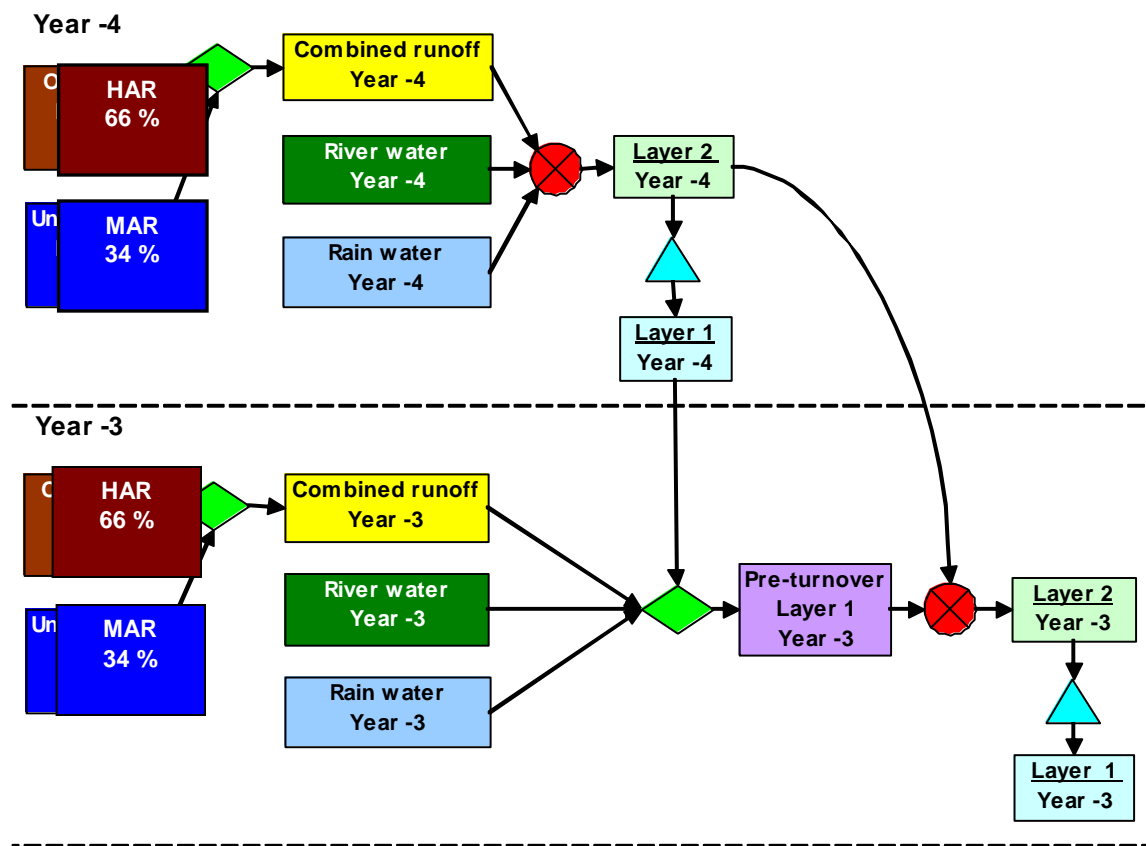 Year -4
HAR
66 %
MAR
34 %
Combined runoff
Year -4
River water
Year -4
Rain water
Year -4
Layer 2
Year -4
Layer 1
Year -4
Year -3
HAR
66 %
MAR
34 %
Combined runoff
Year -3
River water
Year -3
Rain water
Year -3
Pre-turnover
Layer 1
Year -3
Layer 2
Year -3
Layer 1
Year -3